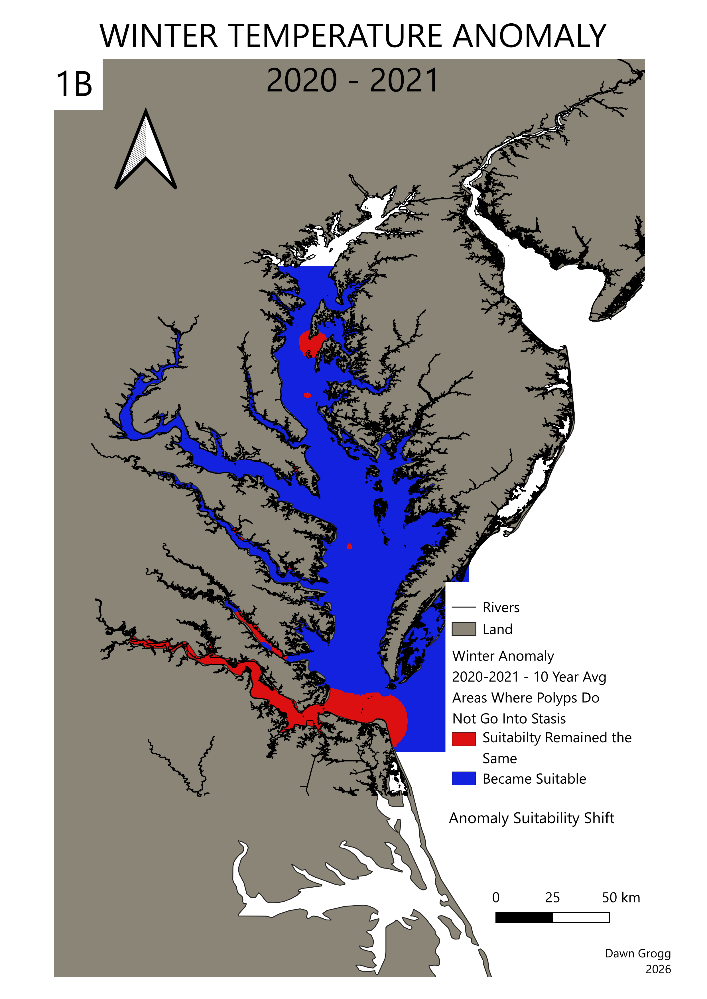 WINTER TEMPERATURE ANOMALY
1B
2020 - 2021
Rivers
Land
Winter Anomaly
2020-2021 - 10 Year Avg
Areas Where Polyps Do
Not Go Into Stasis
Suitabilty Remained the
Same
Became Suitable
Anomaly Suitability Shift
0 25 50 km
Dawn Grogg
2026